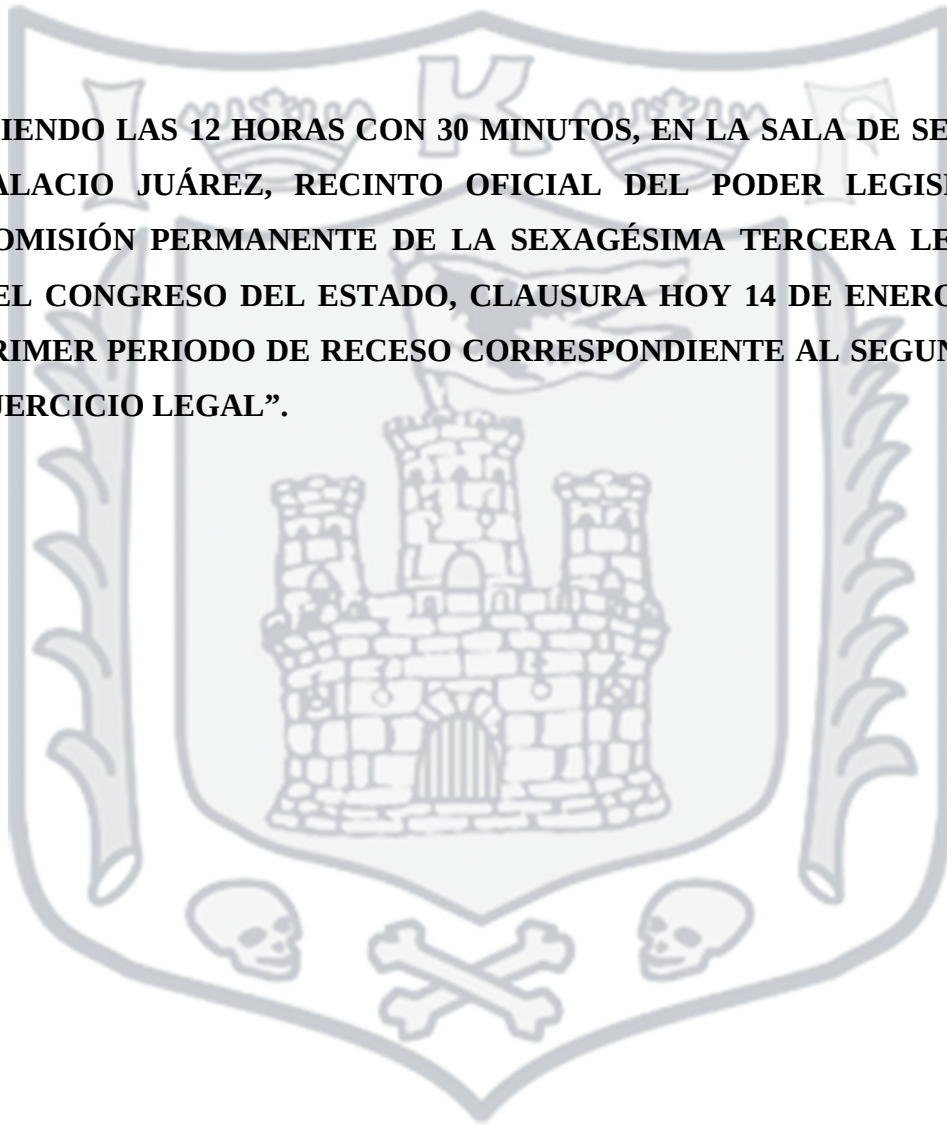 I K F
IENDO LAS 12 HORAS CON 30 MINUTOS, EN LA SALA DE SE
ALACIO JUÁREZ, RECINTO OFICIAL DEL PODER LEGIS
OMISIÓN PERMANENTE DE LA SEXAGÉSIMA TERCERA LE
EL CONGRESO DEL ESTADO, CLAUSURA HOY 14 DE ENERO
RIMER PERIODO DE RECESO CORRESPONDIENTE AL SEGUN
JERCICIO LEGAL”.